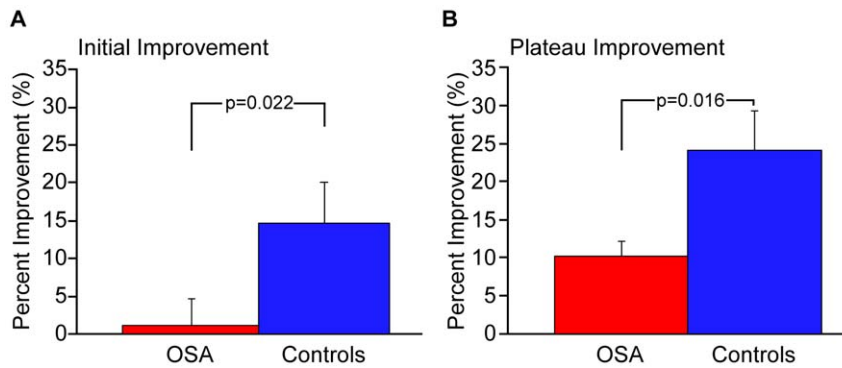 A
Initial Improvement
Percent Improvement (%)
35
30
25
20
15
10
5
0
p=0.022
OSA Controls
B
Plateau Improvement
Percent Improvement (%)
35
30
25
20
15
10
5
0
p=0.016
OSA Controls